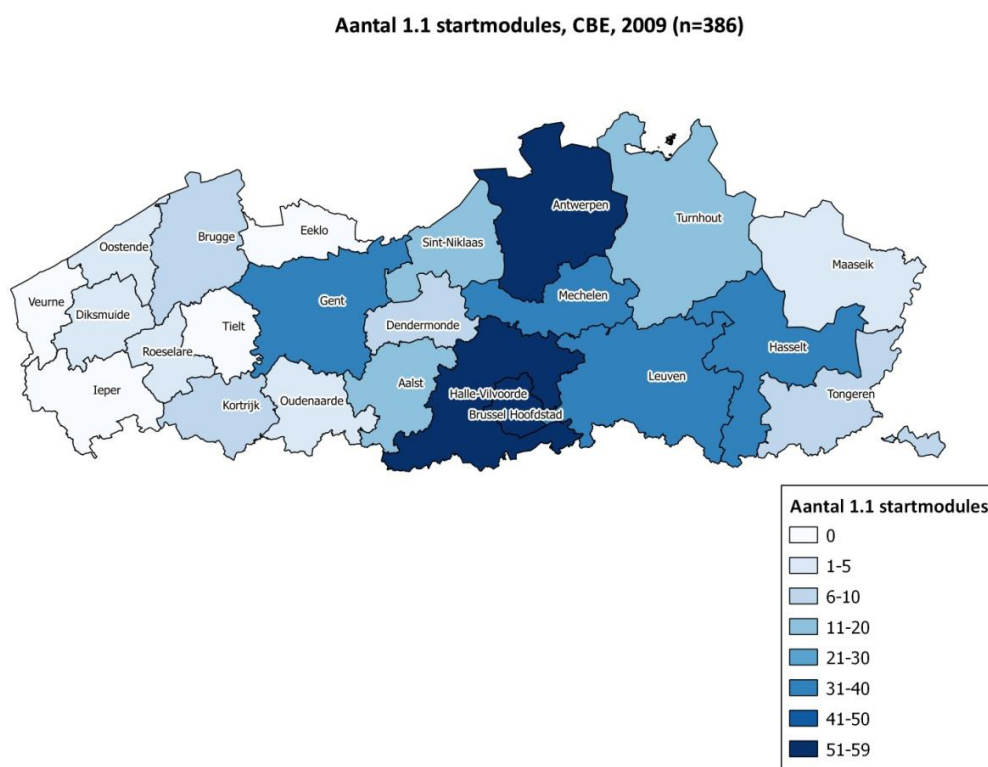 Aantal 1.1 startmodules, CBE, 2009 (n=386)
Antwerpen
Turnhout
Brugge
Eeklo
Sint-Niklaas
Oostende
Maaseik
Veurne
Gent
Mechelen
Diksmuide
Tielt
Dendermonde
Roeselare
Hasselt
Ieper
Aalst
Leuven
Kortrijk
Oudenaarde
Halle-Vilvoorde
Tongeren
Brussel Hoofdstad
Aantal 1.1 startmodules
0
1-5
6-10
11-20
21-30
31-40
41-50
51-59